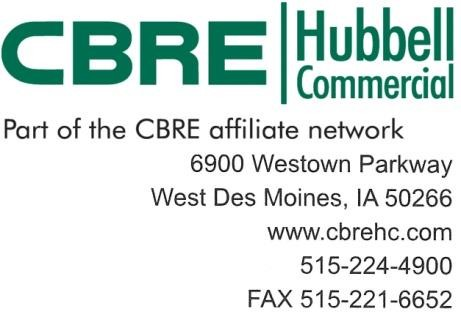 CBRE Hubbell
Commercial
Part of the CBRE affiliate network
6900 Westown Parkway
West Des Moines, IA 50266
www.cbrehc.com
515-224-4900
FAX 515-221-6652